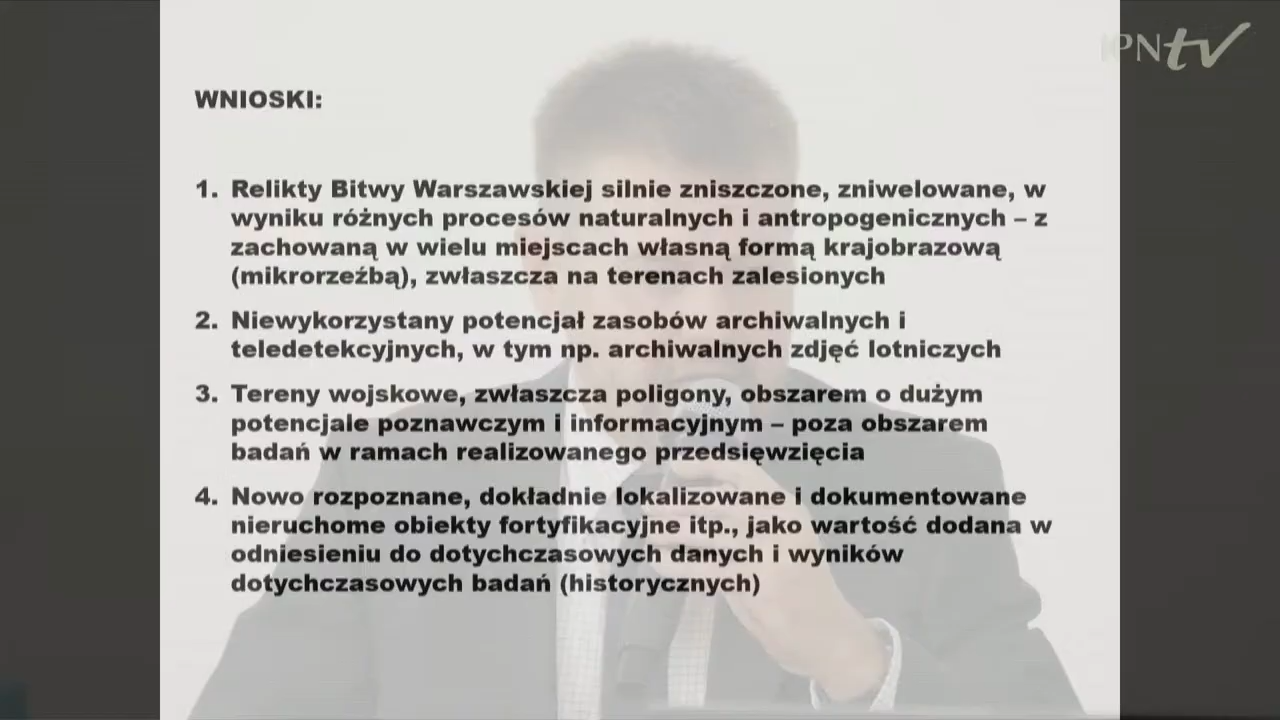 IPNtv
WNIOSKI:
1. Relikty Bitwy Warszawskiej silnie zniszczone, zniwelowane, w
wyniku różnych procesów naturalnych i antropogenicznych – z
zachowaną w wielu miejscach własną formą krajobrazową
(mikrorzeźbą), zwłaszcza na terenach zalesionych
2. Niewykorzystany potencjał zasobów archiwalnych i
teledetekcyjnych, w tym np. archiwalnych zdjęć lotniczych
3. Tereny wojskowe, zwłaszcza poligony, obszarem o dużym
potencjale poznawczym i informacyjnym – poza obszarem
badań w ramach realizowanego przedsięwzięcia
4. Nowo rozpoznane, dokładnie lokalizowane i dokumentowane
nieruchome obiekty fortyfikacyjne itp., jako wartość dodana w
odniesieniu do dotychczasowych danych i wyników
dotychczasowych badań (historycznych)